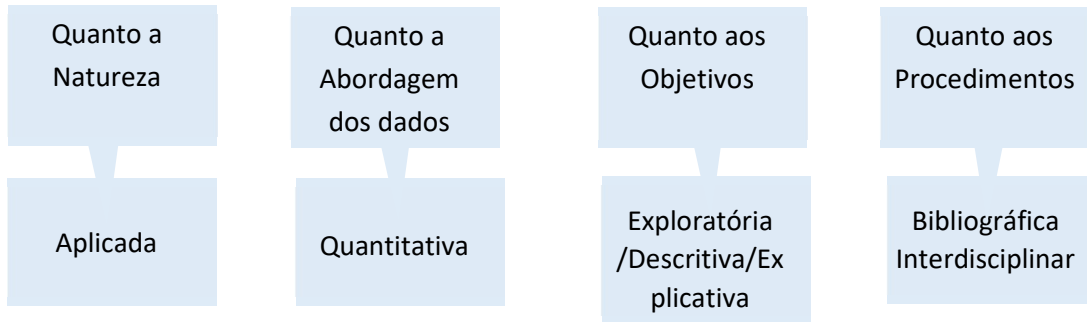 Quanto a
Natureza
Quanto a
Abordagem
dos dados
Quanto aos
Objetivos
Quanto aos
Procedimentos
Aplicada
Quantitativa
Exploratória
/Descritiva/Ex
plicativa
Bibliográfica
Interdisciplinar